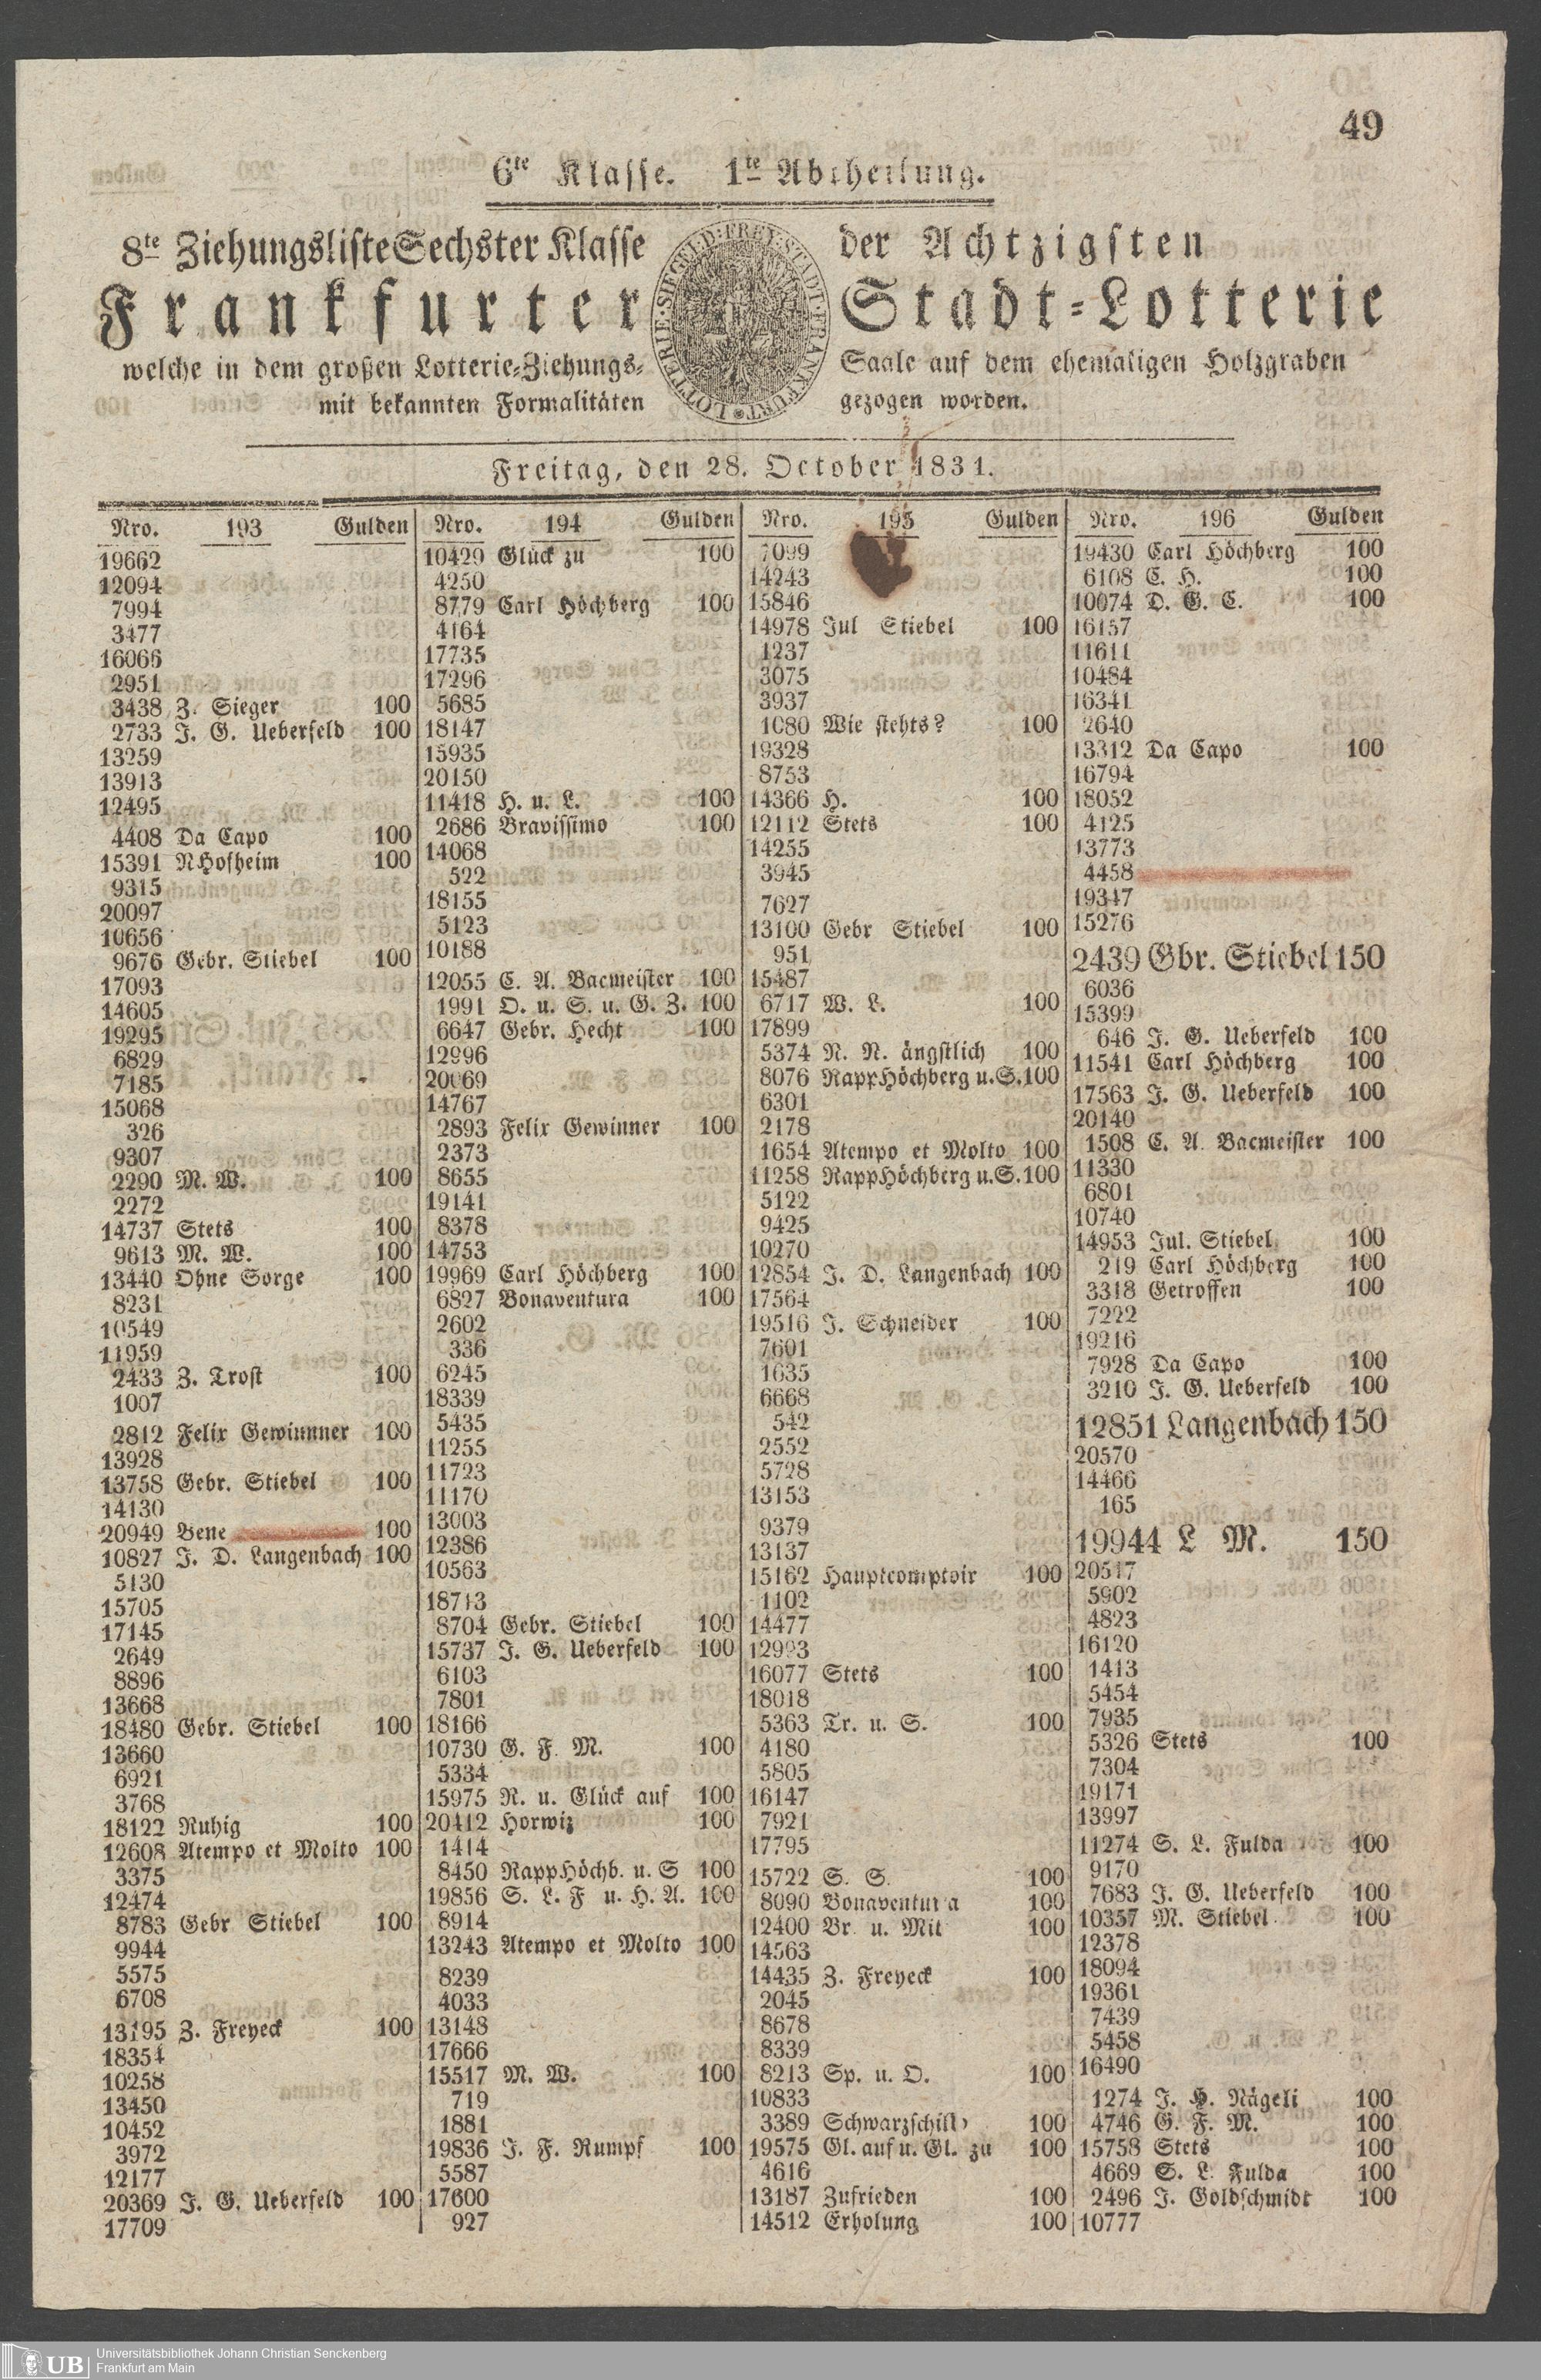 49
6te Klasse. 1te Abtheilung.
8te Ziehungsliste Sechster Klasse
Frankfurter
welche in dem großen Lotterie-Ziehungs-
mit bekannten Formalitäten
LOTTERIE·SIEGEL·D·FREY·STADT·FRANKFURT
der Achtzigsten
Stadt-Lotterie
Saale auf dem ehemaligen Holzgraben
gezogen worden.
Freitag, den 28. October 1831.
Nro. 193 Gulden
19662
12094
7994
3477
16066
2951
3438 Z. Sieger 100
2733 J. G. Ueberfeld 100
13259
13913
12495
4408 Da Capo 100
15391 NHofheim 100
9315
20097
10656
9676 Gebr. Stiebel 100
17093
14605
19295
6829
7185
15068
326
9307
2290 M. W. 100
2272
14737 Stets 100
9613 M. W. 100
13440 Ohne Sorge 100
8231
10549
11959
2433 Z. Trost 100
1007
2812 Felix Gewinnner 100
13928
13758 Gebr. Stiebel 100
14130
20949 Bene 100
10827 J. D. Langenbach 100
5130
15705
17145
2649
8896
13668
18480 Gebr. Stiebel 100
13660
6921
3768
18122 Ruhig 100
12608 Atempo et Molto 100
3375
12474
8783 Gebr Stiebel 100
9944
5575
6708
13195 Z. Freyeck 100
18354
10258
13450
10452
3972
12177
20369 J. G. Ueberfeld 100
17709
Nro. 194 Gulden
10429 Glück zu 100
4250
8779 Carl Höchberg 100
4164
17735
17296
5685
18147
15935
20150
11418 H. u. L. 100
2686 Bravissimo 100
14068
522
18155
5123
10188
12055 C. A. Bacmeister 100
1991 O. u. S. u. G. Z. 100
6647 Gebr. Hecht 100
12996
20069
14767
2893 Felix Gewinner 100
2373
8655
19141
8378
14753
19969 Carl Höchberg 100
6827 Bonaventura 100
2602
336
6245
18339
5435
11255
11723
11170
13003
12386
10563
18713
8704 Gebr. Stiebel 100
15737 J. G. Ueberfeld 100
6103
7801
18166
10730 G. F. M. 100
5334
15975 R. u. Glück auf 100
20412 Horwiz 100
1414
8450 RappHöchb. u. S 100
19856 S. L. F u. H. A. 100
8914
13243 Atempo et Molto 100
8239
4033
13148
17666
15517 M. W. 100
719
1881
19836 J. F. Rumpf 100
5587
17600
927
Nro. 195 Gulden
7099
14243
15846
14978 Jul Stiebel 100
1237
3075
3937
1080 Wie stehts? 100
19328
8753
14366 H. 100
12112 Stets 100
14255
3945
7627
13100 Gebr Stiebel 100
951
15487
6717 W. L. 100
17899
5374 N. N. ängstlich 100
8076 RappHöchberg u. S. 100
6301
2178
1654 Atempo et Molto 100
11258 RappHöchberg u. S. 100
5122
9425
10270
12854 J. D. Langenbach 100
17564
19516 J. Schneider 100
7601
1635
6668
542
2552
5728
13153
9379
13137
15162 Hauptcomptoir 100
1102
14477
12993
16077 Stets 100
18018
5363 Tr. u. S. 100
4180
5805
16147
7921
17795
15722 S. S. 100
8090 Bonaventura 100
12400 Br. u. Mit 100
14563
14435 Z. Freyeck 100
2045
8678
8339
8213 Sp. u. O. 100
10833
3389 Schwarzschild 100
19575 Gl. auf u. Gl. zu 100
4616
13187 Zufrieden 100
14512 Erholung 100
Nro. 196 Gulden
19430 Carl Höchberg 100
6108 C. H. 100
10074 D. G. C. 100
16157
11611
10484
16341
2640
13312 Da Capo 100
16794
18052
4125
13773
4458
19347
15276
2439 Gbr. Stiebel 150
6036
15399
646 J. G. Ueberfeld 100
11541 Carl Höchberg 100
17563 J. G. Ueberfeld 100
20140
1508 C. A. Bacmeister 100
11330
6801
10740
14953 Jul. Stiebel 100
219 Carl Höchberg 100
3318 Getroffen 100
7222
19216
7928 Da Capo 100
3210 J. G. Ueberfeld 100
12851 Langenbach 150
20570
14466
165
19944 L M. 150
20517
5902
4823
16120
1413
5454
7935
5326 Stets 100
7304
19171
13997
11274 S. L. Fulda 100
9170
7683 J. G. Ueberfeld 100
10357 M. Stiebel 100
12378
18094
19361
7439
5458
16490
1274 J. H. Nägeli 100
4746 G. F. M. 100
15758 Stets 100
4669 S. L. Fulda 100
2496 J. Goldschmidt 100
10777
UB
Universitätsbibliothek Johann Christian Senckenberg
Frankfurt am Main